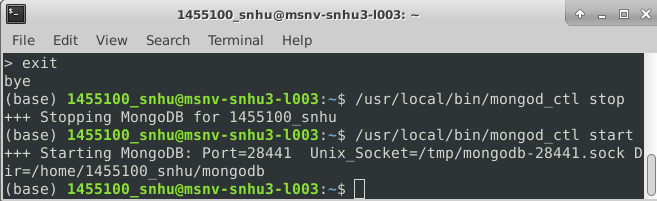 1455100_snhu@msnv-snhu3-l003: ~
File Edit View Search Terminal Help
> exit
bye
(base) 1455100_snhu@msnv-snhu3-l003:~$ /usr/local/bin/mongod_ctl stop
+++ Stopping MongoDB for 1455100_snhu
(base) 1455100_snhu@msnv-snhu3-l003:~$ /usr/local/bin/mongod_ctl start
+++ Starting MongoDB: Port=28441  Unix_Socket=/tmp/mongodb-28441.sock D
ir=/home/1455100_snhu/mongodb
(base) 1455100_snhu@msnv-snhu3-l003:~$